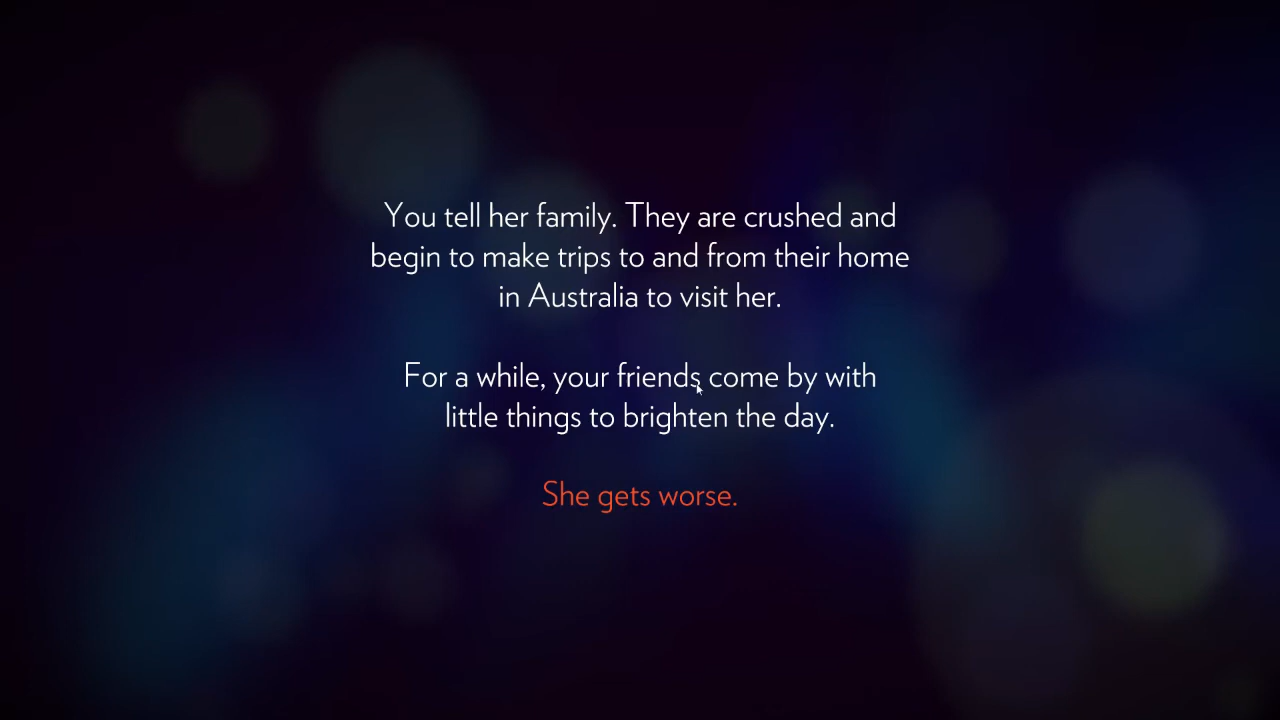 You tell her family. They are crushed and
begin to make trips to and from their home
in Australia to visit her.
For a while, your friends come by with
little things to brighten the day.
She gets worse.